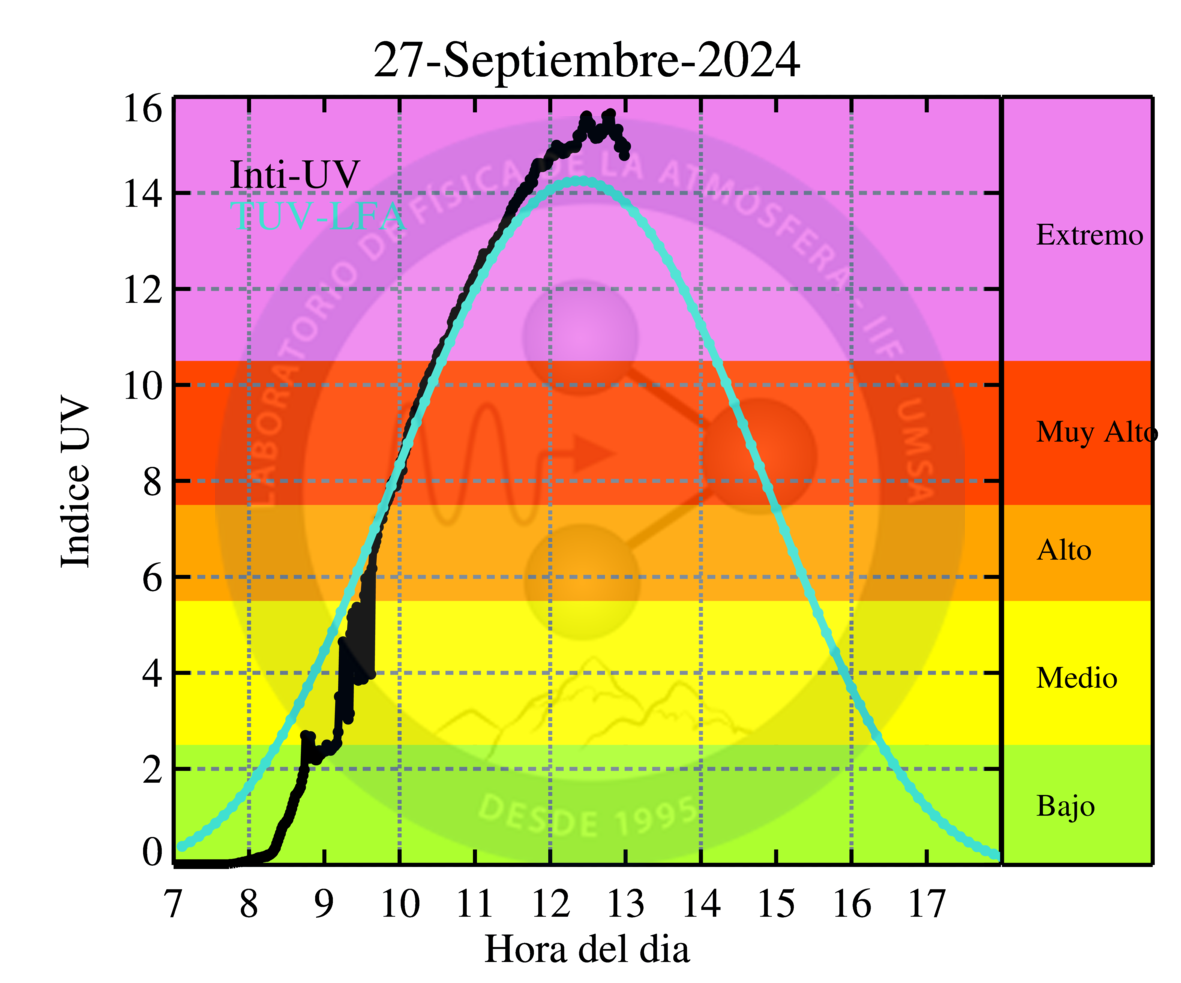 27-Septiembre-2024
16
14
12
10
8
6
4
2
0
Indice UV
Inti-UV
TUV-LFA
LABORATORIO DE FÍSICA DE LA ATMÓSFERA - IIF - UMSA
DESDE 1995
Extremo
Muy Alto
Alto
Medio
Bajo
7 8 9 10 11 12 13 14 15 16 17
Hora del dia